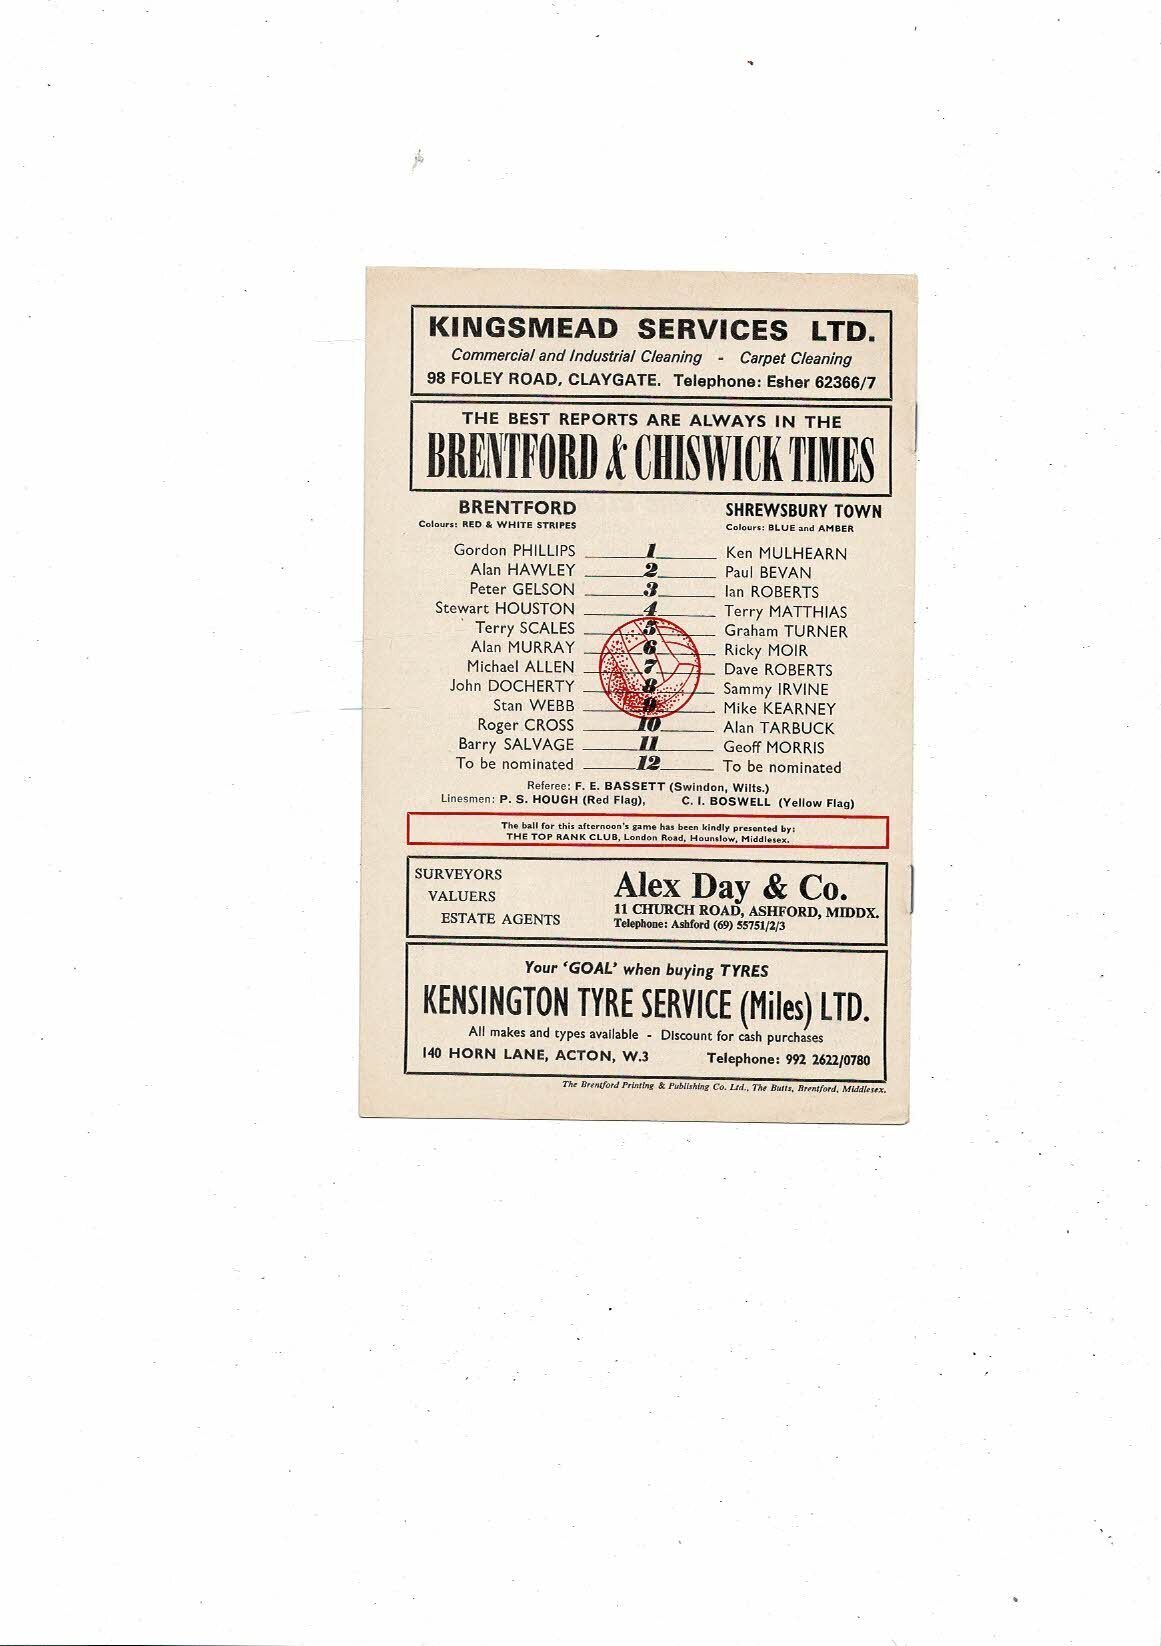 KINGSMEAD SERVICES LTD.
Commercial and Industrial Cleaning - Carpet Cleaning
98 FOLEY ROAD, CLAYGATE. Telephone: Esher 62366/7
THE BEST REPORTS ARE ALWAYS IN THE
BRENTFORD & CHISWICK TIMES
BRENTFORD SHREWSBURY TOWN
Colours: RED & WHITE STRIPES Colours: BLUE and AMBER
Gordon PHILLIPS 1 Ken MULHEARN
Alan HAWLEY 2 Paul BEVAN
Peter GELSON 3 Ian ROBERTS
Stewart HOUSTON 4 Terry MATTHIAS
Terry SCALES 5 Graham TURNER
Alan MURRAY 6 Ricky MOIR
Michael ALLEN 7 Dave ROBERTS
John DOCHERTY 8 Sammy IRVINE
Stan WEBB 9 Mike KEARNEY
Roger CROSS 10 Alan TARBUCK
Barry SALVAGE 11 Geoff MORRIS
To be nominated 12 To be nominated
Referee: F. E. BASSETT (Swindon, Wilts.)
Linesmen: P. S. HOUGH (Red Flag), C. I. BOSWELL (Yellow Flag)
The ball for this afternoon's game has been kindly presented by:
THE TOP RANK CLUB, London Road, Hounslow, Middlesex.
SURVEYORS
VALUERS
ESTATE AGENTS
Alex Day & Co.
11 CHURCH ROAD, ASHFORD, MIDDX.
Telephone: Ashford (69) 55751/2/3
Your 'GOAL' when buying TYRES
KENSINGTON TYRE SERVICE (Miles) LTD.
All makes and types available - Discount for cash purchases
140 HORN LANE, ACTON, W.3 Telephone: 992 2622/0780
The Brentford Printing & Publishing Co. Ltd., The Butts, Brentford, Middlesex.